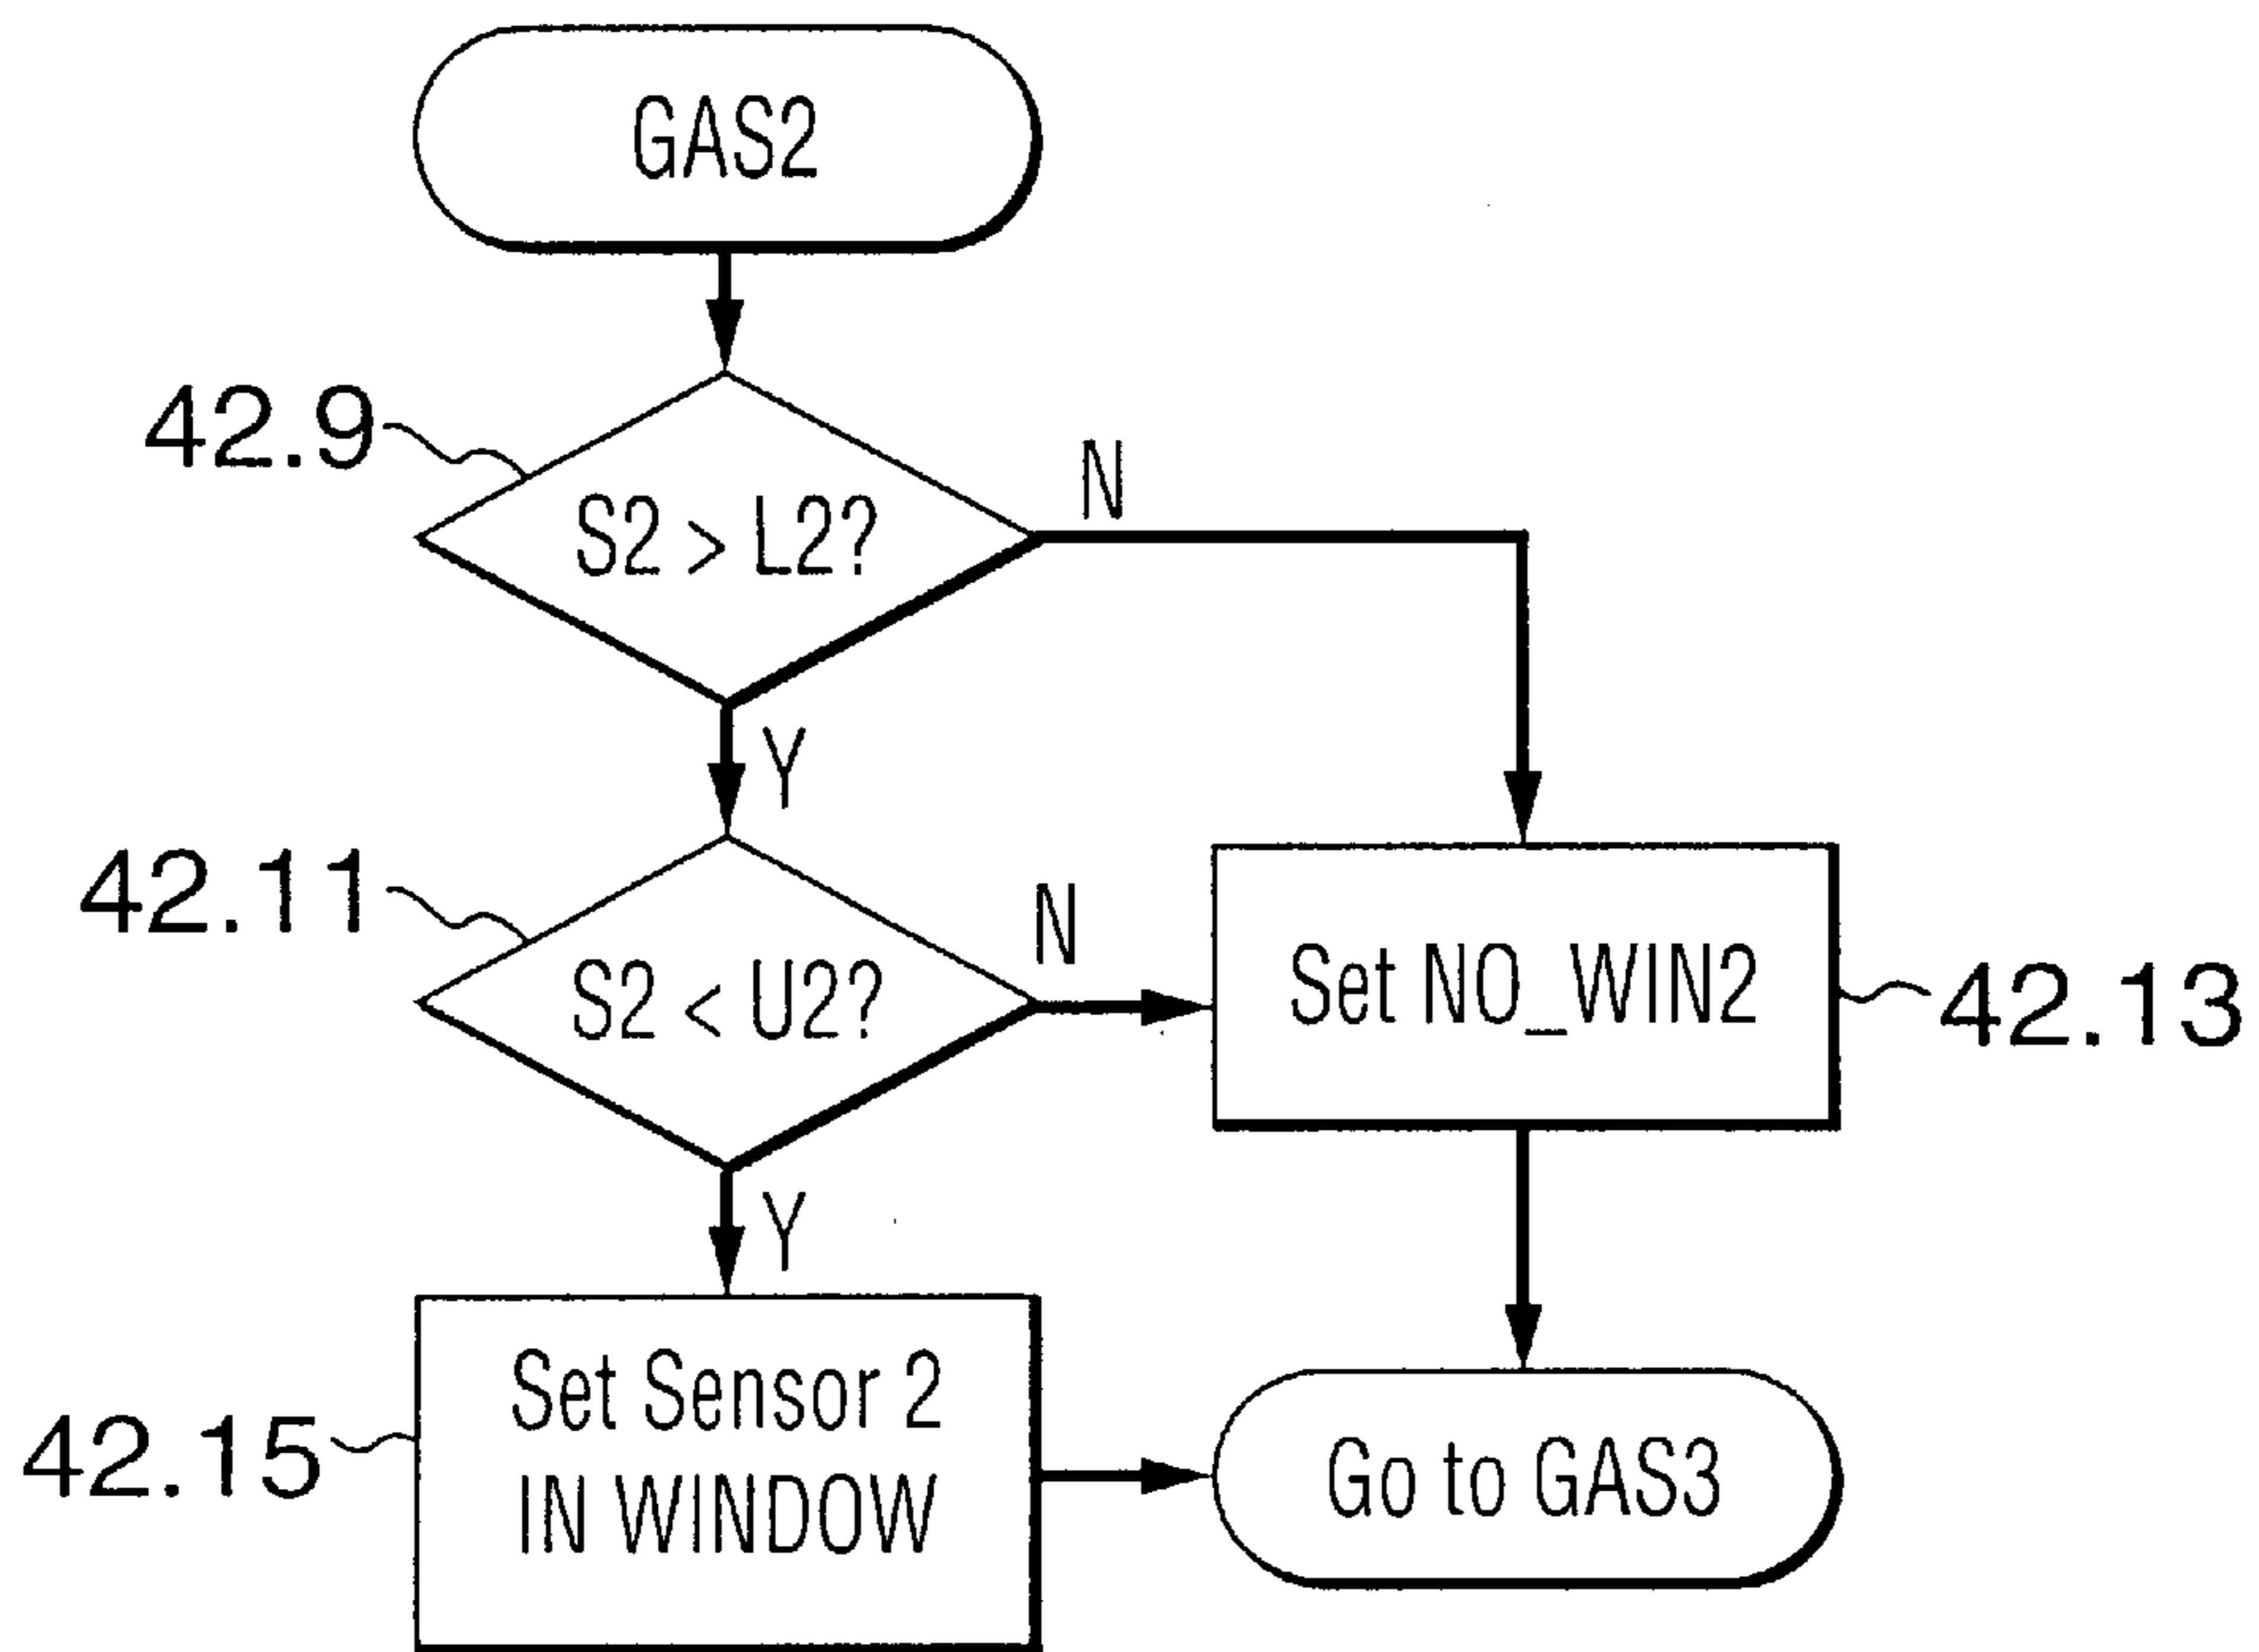 GAS2
42.9
S2 > L2?
N
Y
42.11
S2 < U2?
N
Set NO_WIN2
42.13
Y
42.15
Set Sensor 2
IN WINDOW
Go to GAS3